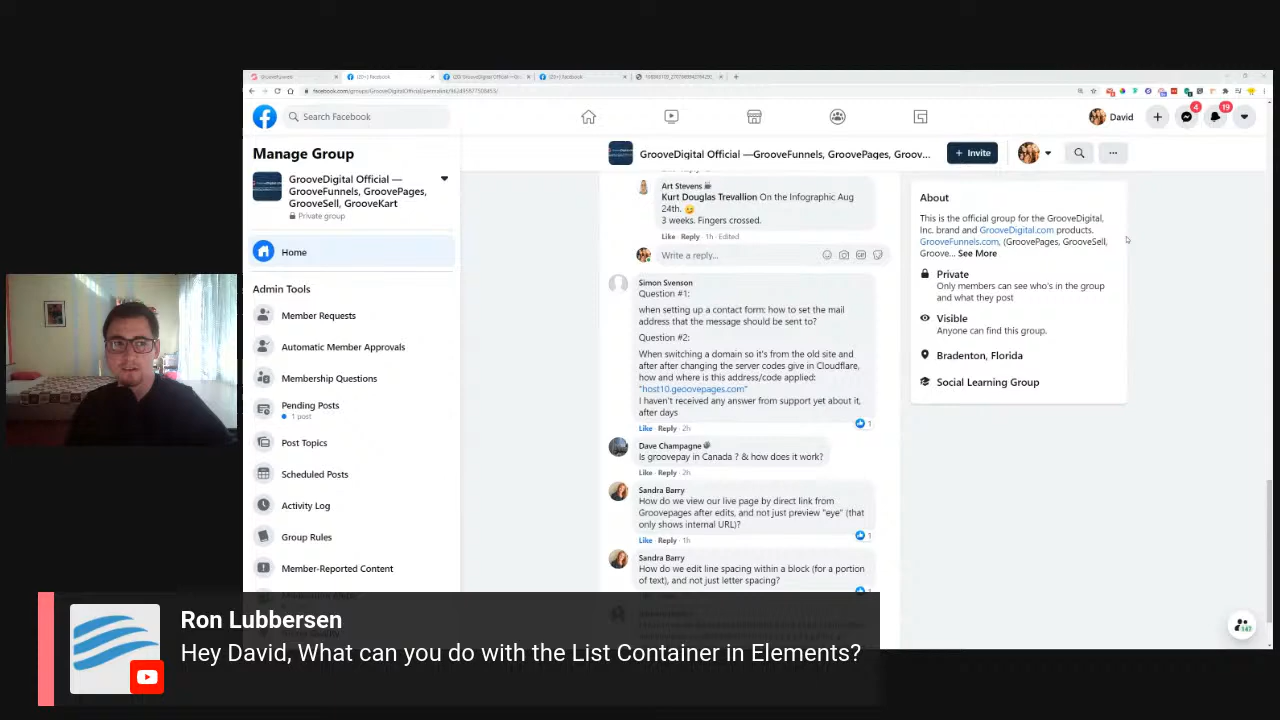 Search Facebook
David
4
19
Manage Group
GrooveDigital Official —
GrooveFunnels, GroovePages,
GrooveSell, GrooveKart
Private group
Home
Admin Tools
Member Requests
Automatic Member Approvals
Membership Questions
Pending Posts
1 post
Post Topics
Scheduled Posts
Activity Log
Group Rules
Member-Reported Content
GrooveDigital Official —GrooveFunnels, GroovePages, Groov...
+ Invite
Art Stevens
Kurt Douglas Trevallion On the Infographic Aug
24th.
3 weeks. Fingers crossed.
Like · Reply · 1h · Edited
Write a reply...
Simon Svenson
Question #1:
when setting up a contact form: how to set the mail
address that the message should be sent to?
Question #2:
When switching a domain so it's from the old site and
after after changing the server codes give in Cloudflare,
how and where is this address/code applied:
"host10.geoovepages.com"
I haven't received any answer from support yet about it,
after days
1
Like · Reply · 2h
Dave Champagne
Is groovepay in Canada ? & how does it work?
Like · Reply · 2h
Sandra Barry
How do we view our live page by direct link from
Groovepages after edits, and not just preview "eye" (that
only shows internal URL)?
1
Like · Reply · 1h
Sandra Barry
How do we edit line spacing within a block (for a portion
of text), and not just letter spacing?
About
This is the official group for the GrooveDigital,
Inc. brand and GrooveDigital.com products.
GrooveFunnels.com, (GroovePages, GrooveSell,
Groove... See More
Private
Only members can see who's in the group
and what they post
Visible
Anyone can find this group.
Bradenton, Florida
Social Learning Group
Ron Lubbersen
Hey David, What can you do with the List Container in Elements?